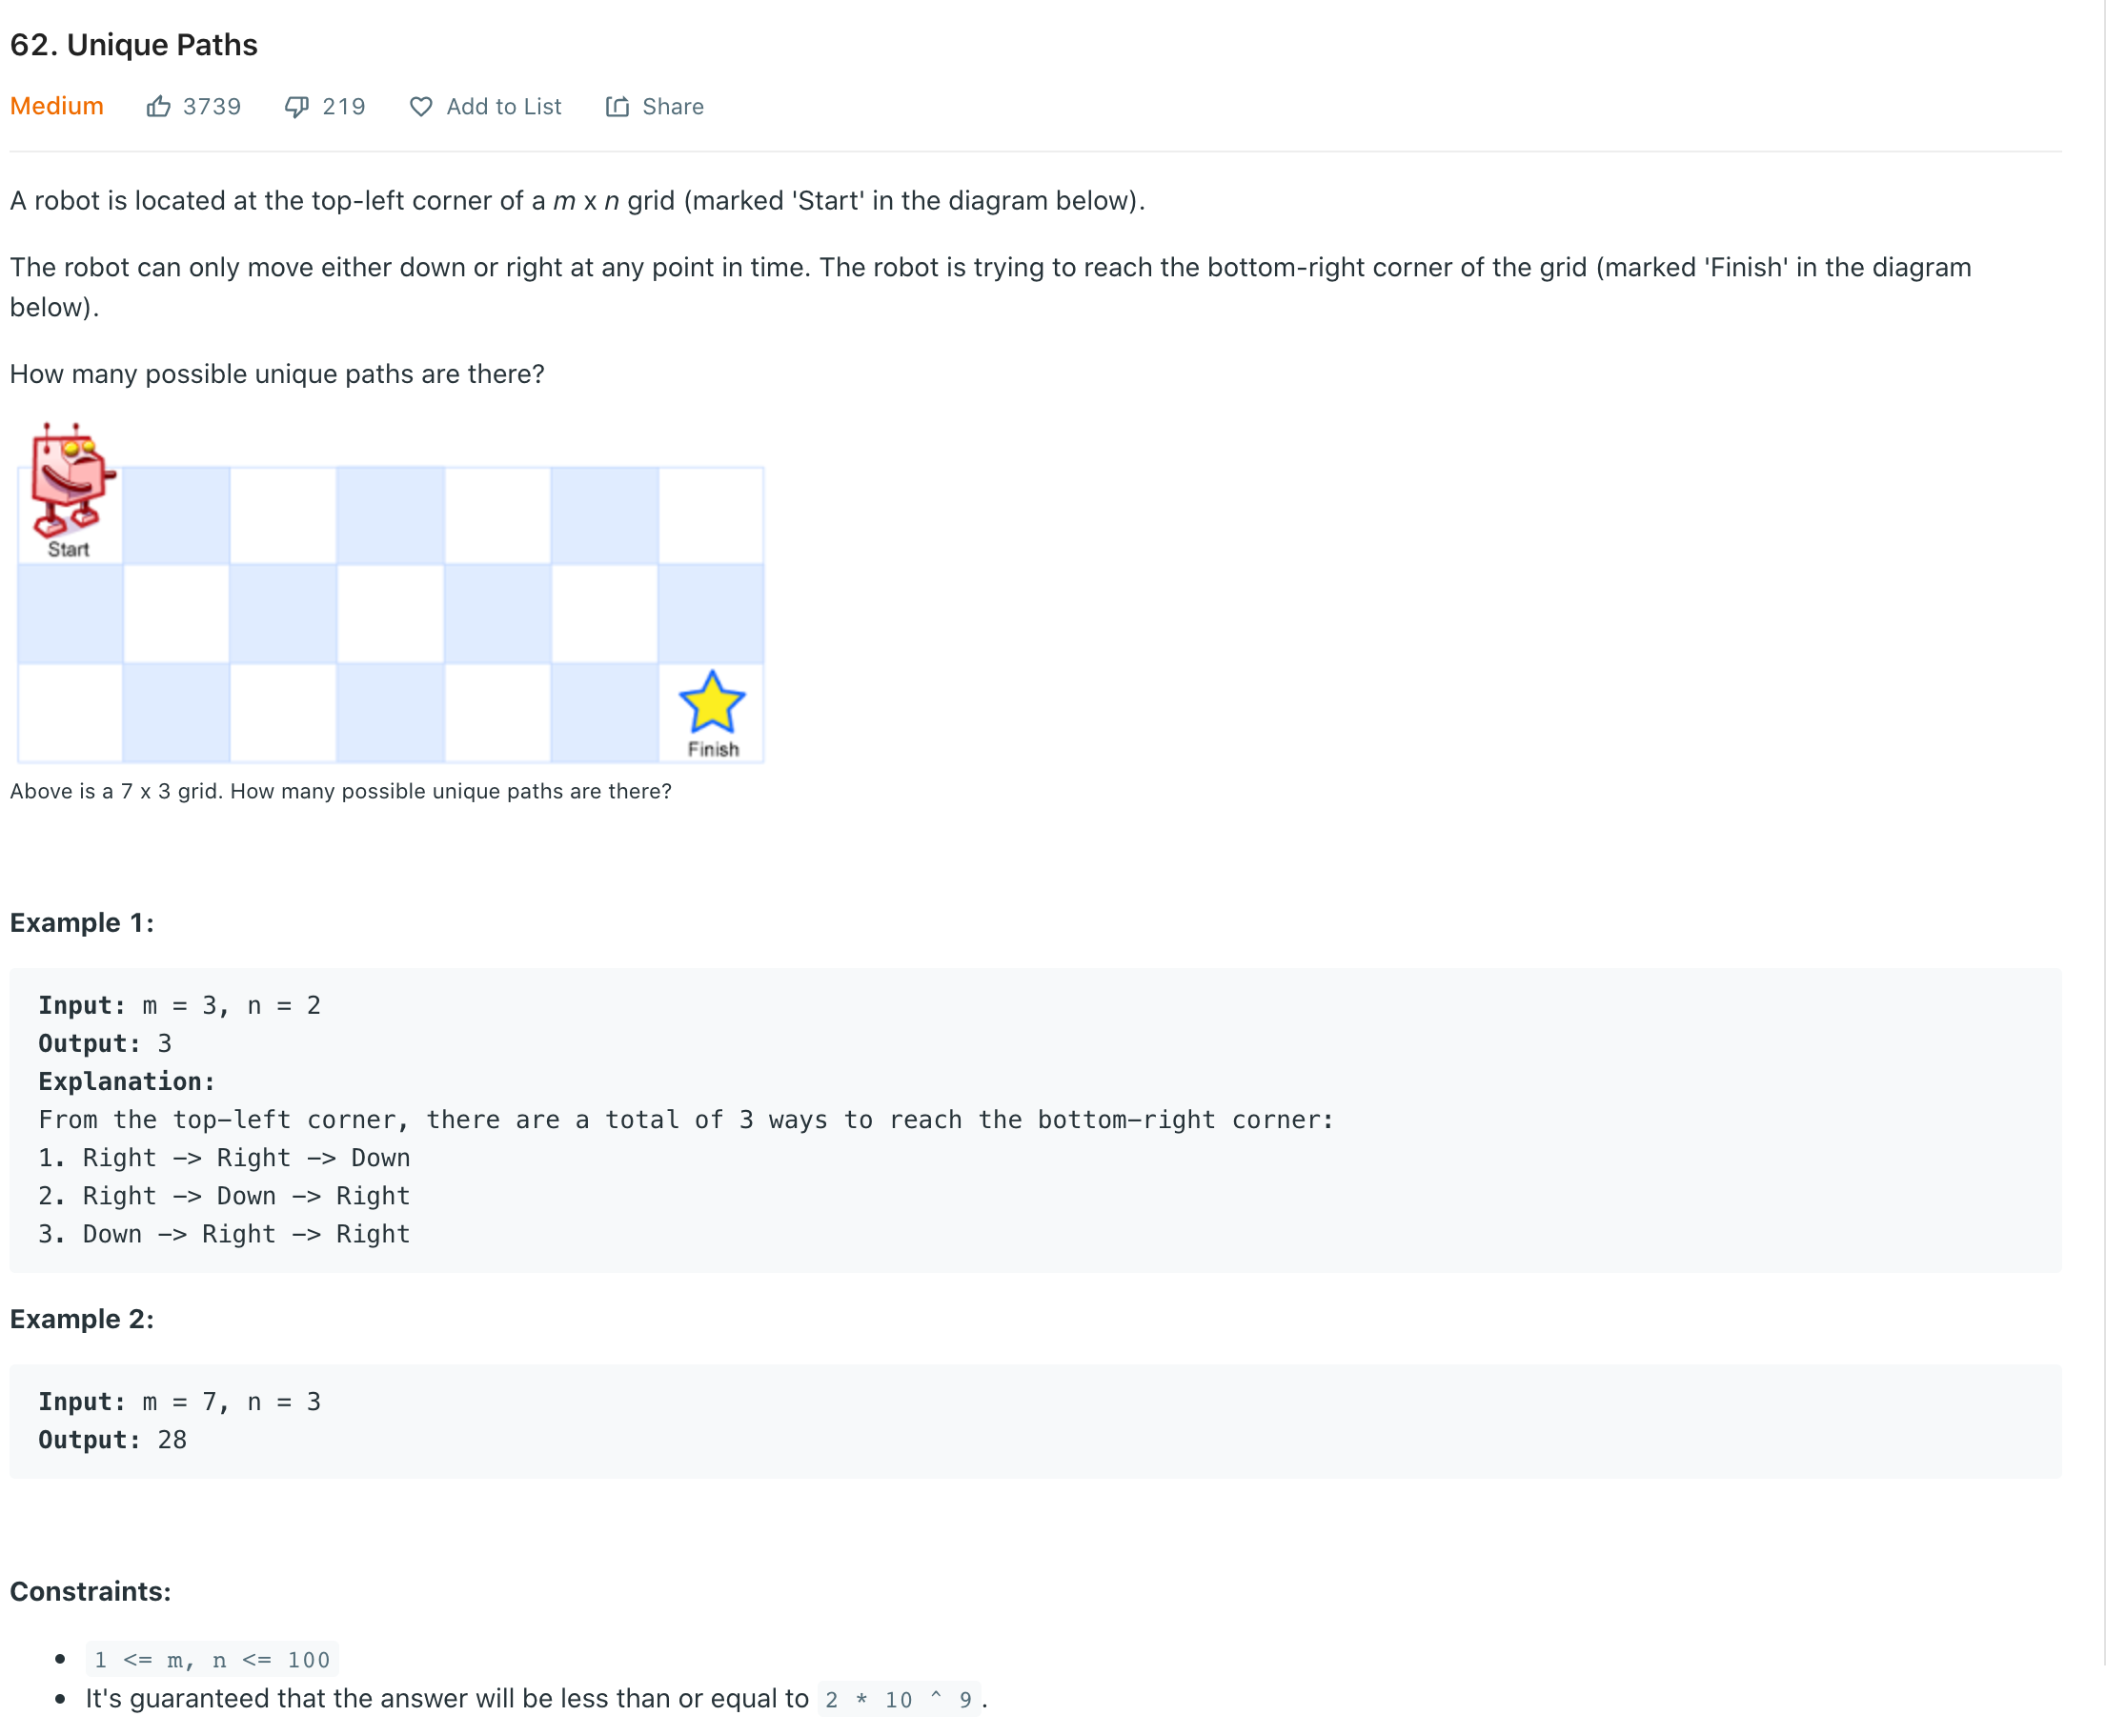 62. Unique Paths
Medium 3739 219 Add to List Share
A robot is located at the top-left corner of a m x n grid (marked 'Start' in the diagram below).
The robot can only move either down or right at any point in time. The robot is trying to reach the bottom-right corner of the grid (marked 'Finish' in the diagram
below).
How many possible unique paths are there?
Start
Finish
Above is a 7 x 3 grid. How many possible unique paths are there?
Example 1:
Input: m = 3, n = 2
Output: 3
Explanation:
From the top-left corner, there are a total of 3 ways to reach the bottom-right corner:
1. Right -> Right -> Down
2. Right -> Down -> Right
3. Down -> Right -> Right
Example 2:
Input: m = 7, n = 3
Output: 28
Constraints:
• 1 <= m, n <= 100
• It's guaranteed that the answer will be less than or equal to 2 * 10 ^ 9.